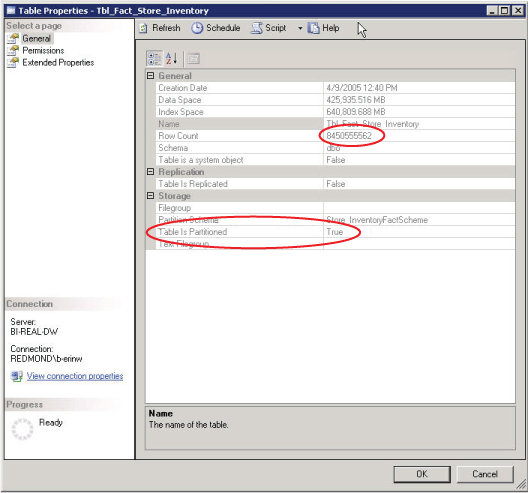 Table Properties - Tbl_Fact_Store_Inventory
Select a page
General
Permissions
Extended Properties
Refresh Schedule Script Help
General
Creation Date 4/9/2005 12:40 PM
Data Space 425,935.516 MB
Index Space 640,809.688 MB
Name Tbl_Fact_Store_Inventory
Row Count 8450555562
Schema dbo
Table is a system object False
Replication
Table Is Replicated False
Storage
Filegroup
Partition Scheme Store_InventoryFactScheme
Table Is Partitioned True
Text Filegroup
Connection
Server:
BI-REAL-DW
Connection:
REDMOND\b-erinw
View connection properties
Progress
Ready
Name
The name of the table.
OK Cancel